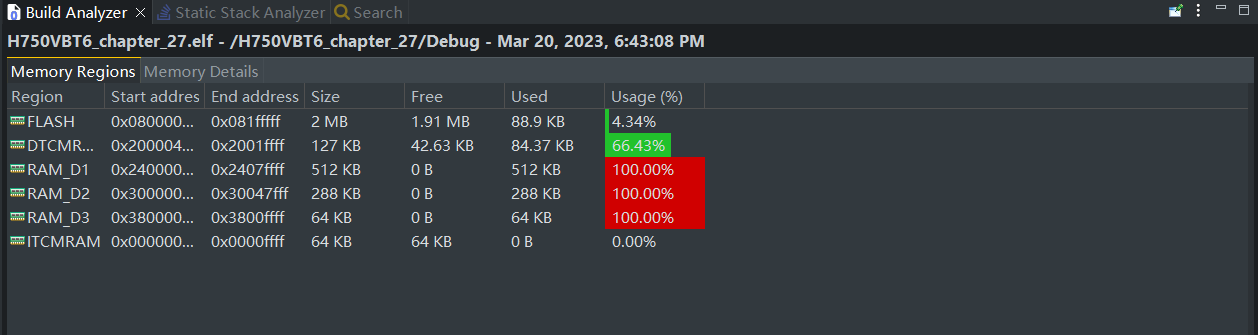 Build Analyzer Static Stack Analyzer Search
H750VBT6_chapter_27.elf - /H750VBT6_chapter_27/Debug - Mar 20, 2023, 6:43:08 PM
Memory Regions Memory Details
Region Start addres End address Size Free Used Usage (%)
FLASH 0x080000... 0x081fffff 2 MB 1.91 MB 88.9 KB 4.34%
DTCMR... 0x200004... 0x2001ffff 127 KB 42.63 KB 84.37 KB 66.43%
RAM_D1 0x240000... 0x2407ffff 512 KB 0 B 512 KB 100.00%
RAM_D2 0x300000... 0x30047fff 288 KB 0 B 288 KB 100.00%
RAM_D3 0x380000... 0x3800ffff 64 KB 0 B 64 KB 100.00%
ITCMRAM 0x000000... 0x0000ffff 64 KB 64 KB 0 B 0.00%